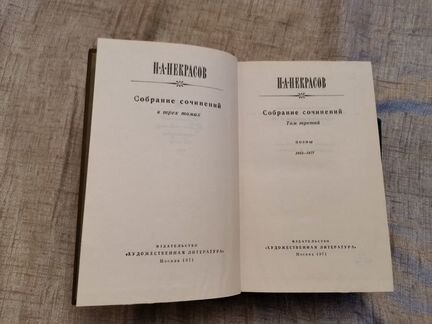 Н·А·НЕКРАСОВ
Собрание сочинений
в трех томах
ИЗДАТЕЛЬСТВО
«ХУДОЖЕСТВЕННАЯ ЛИТЕРАТУРА»
Москва 1971
Н·А·НЕКРАСОВ
Собрание сочинений
Том третий
ПОЭМЫ
ИЗДАТЕЛЬСТВО
«ХУДОЖЕСТВЕННАЯ ЛИТЕРАТУРА»
Москва 1971